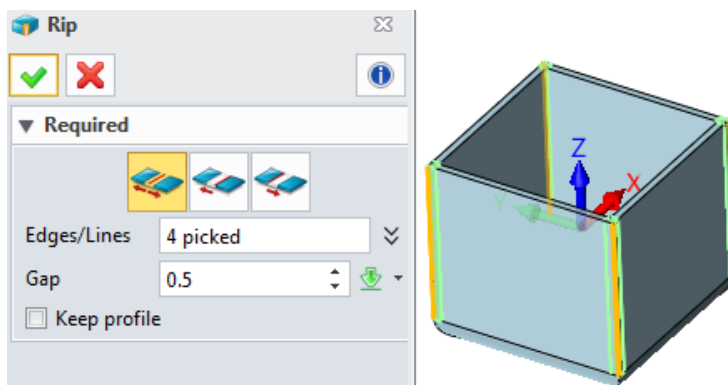 Rip
Required
Edges/Lines 4 picked
Gap 0.5
Keep profile
Z
X
Y